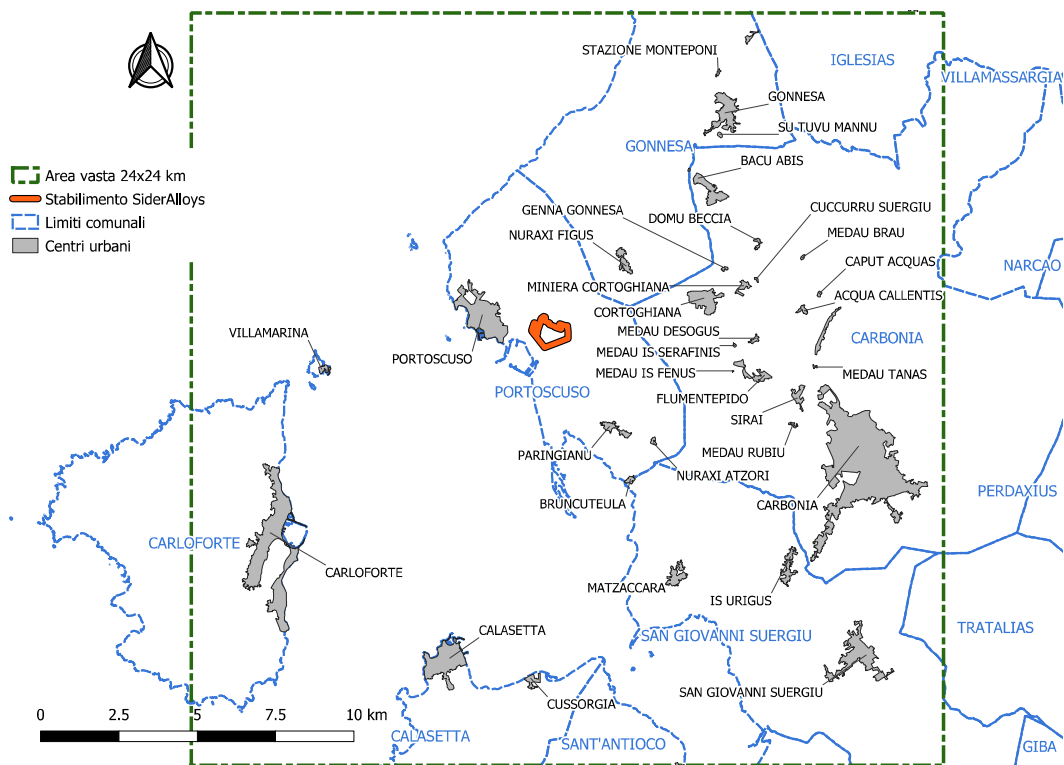 STAZIONE MONTEPONI
IGLESIAS
VILLAMASSARGIA
GONNESA
SU TUVU MANNU
GONNESA
BACU ABIS
Area vasta 24x24 km
Stabilimento SiderAlloys
Limiti comunali
Centri urbani
GENNA GONNESA
DOMU BECCIA
CUCCURRU SUERGIU
NURAXI FIGUS
MEDAU BRAU
CAPUT ACQUAS
NARCAO
MINIERA CORTOGHIANA
ACQUA CALLENTIS
CORTOGHIANA
VILLAMARINA
MEDAU DESOGUS
CARBONIA
PORTOSCUSO
MEDAU IS SERAFINIS
MEDAU IS FENUS
MEDAU TANAS
PORTOSCUSO
FLUMENTEPIDO
SIRAI
PARINGIANU
MEDAU RUBIU
NURAXI ATZORI
PERDAXIUS
BRUNCUTEULA
CARBONIA
CARLOFORTE
CARLOFORTE
MATZACCARA
IS URIGUS
TRATALIAS
CALASETTA
SAN GIOVANNI SUERGIU
SAN GIOVANNI SUERGIU
CUSSORGIA
0 2.5 5 7.5 10 km
CALASETTA
SANT'ANTIOCO
GIBA